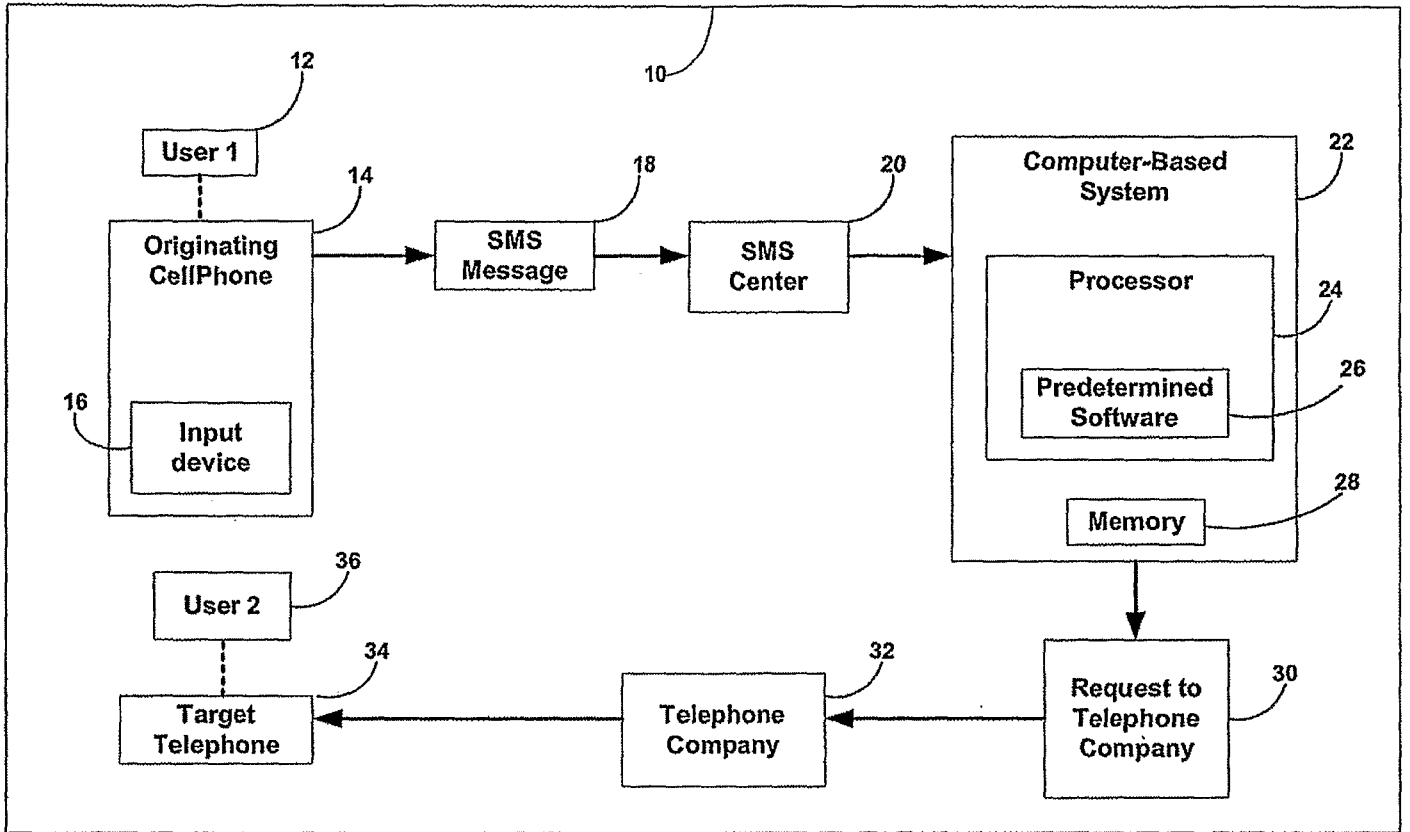 10
12
User 1
14
Originating
CellPhone
16
Input
device
18
SMS
Message
20
SMS
Center
22
Computer-Based
System
Processor
24
Predetermined
Software
26
Memory
28
36
User 2
34
Target
Telephone
32
Telephone
Company
Request to
Telephone
Company
30